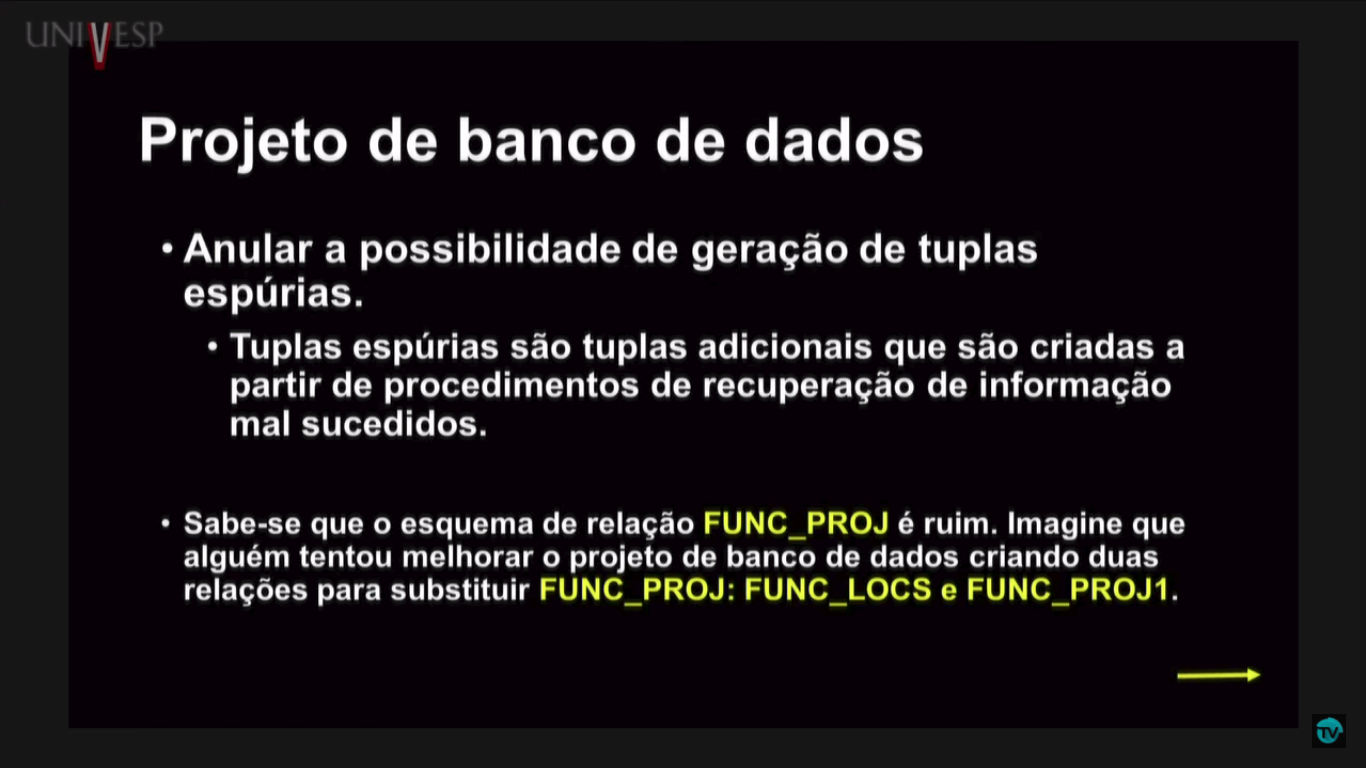 UNIVESP
Projeto de banco de dados
• Anular a possibilidade de geração de tuplas
espúrias.
• Tuplas espúrias são tuplas adicionais que são criadas a
partir de procedimentos de recuperação de informação
mal sucedidos.
• Sabe-se que o esquema de relação FUNC_PROJ é ruim. Imagine que
alguém tentou melhorar o projeto de banco de dados criando duas
relações para substituir FUNC_PROJ: FUNC_LOCS e FUNC_PROJ1.
TV